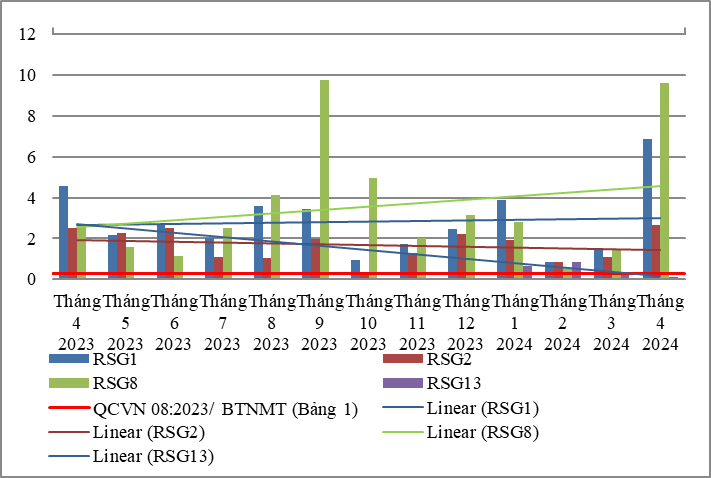 12
10
8
6
4
2
0
Tháng Tháng Tháng Tháng Tháng Tháng Tháng Tháng Tháng Tháng Tháng Tháng Tháng
4 5 6 7 8 9 10 11 12 1 2 3 4
2023 2023 2023 2023 2023 2023 2023 2023 2023 2024 2024 2024 2024
RSG1 RSG2
RSG8 RSG13
QCVN 08:2023/ BTNMT (Bảng 1) Linear (RSG1)
Linear (RSG2) Linear (RSG8)
Linear (RSG13)